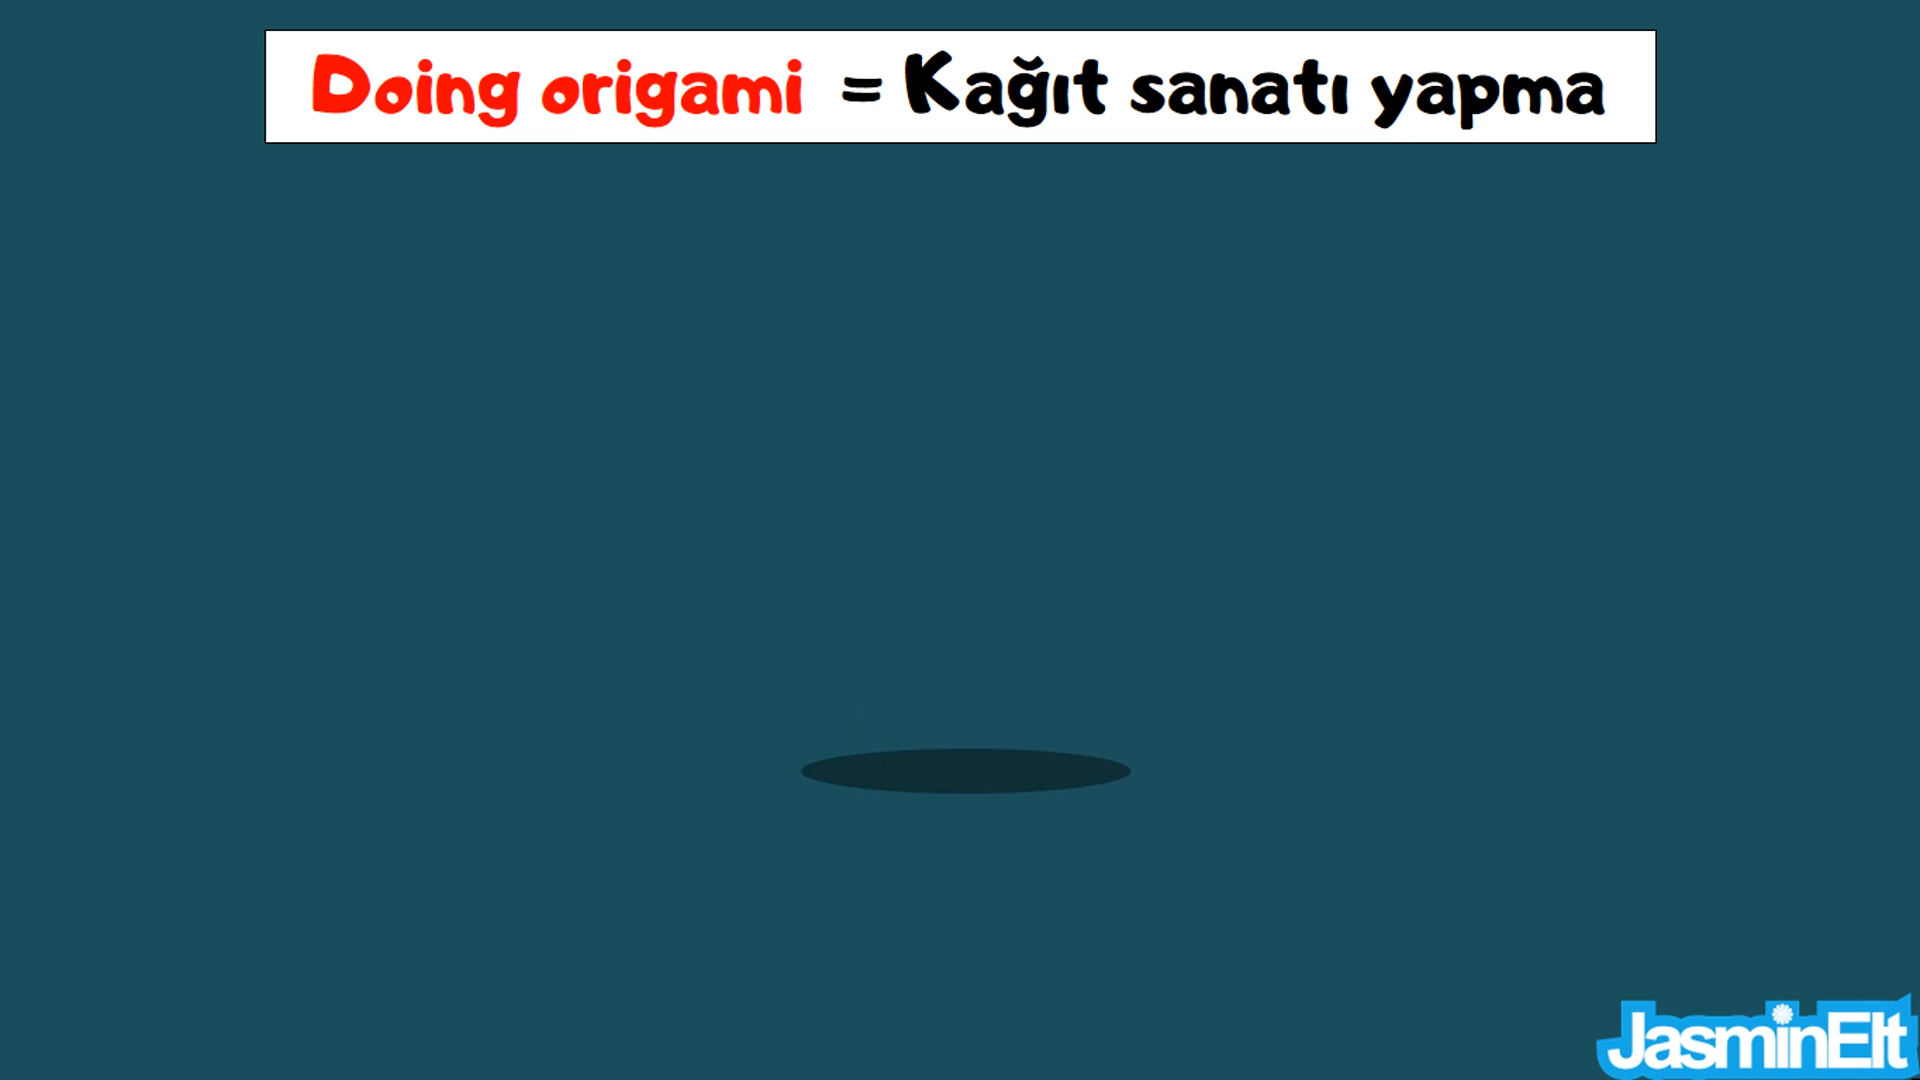 Doing origami = Kağıt sanatı yapma
JasminElt